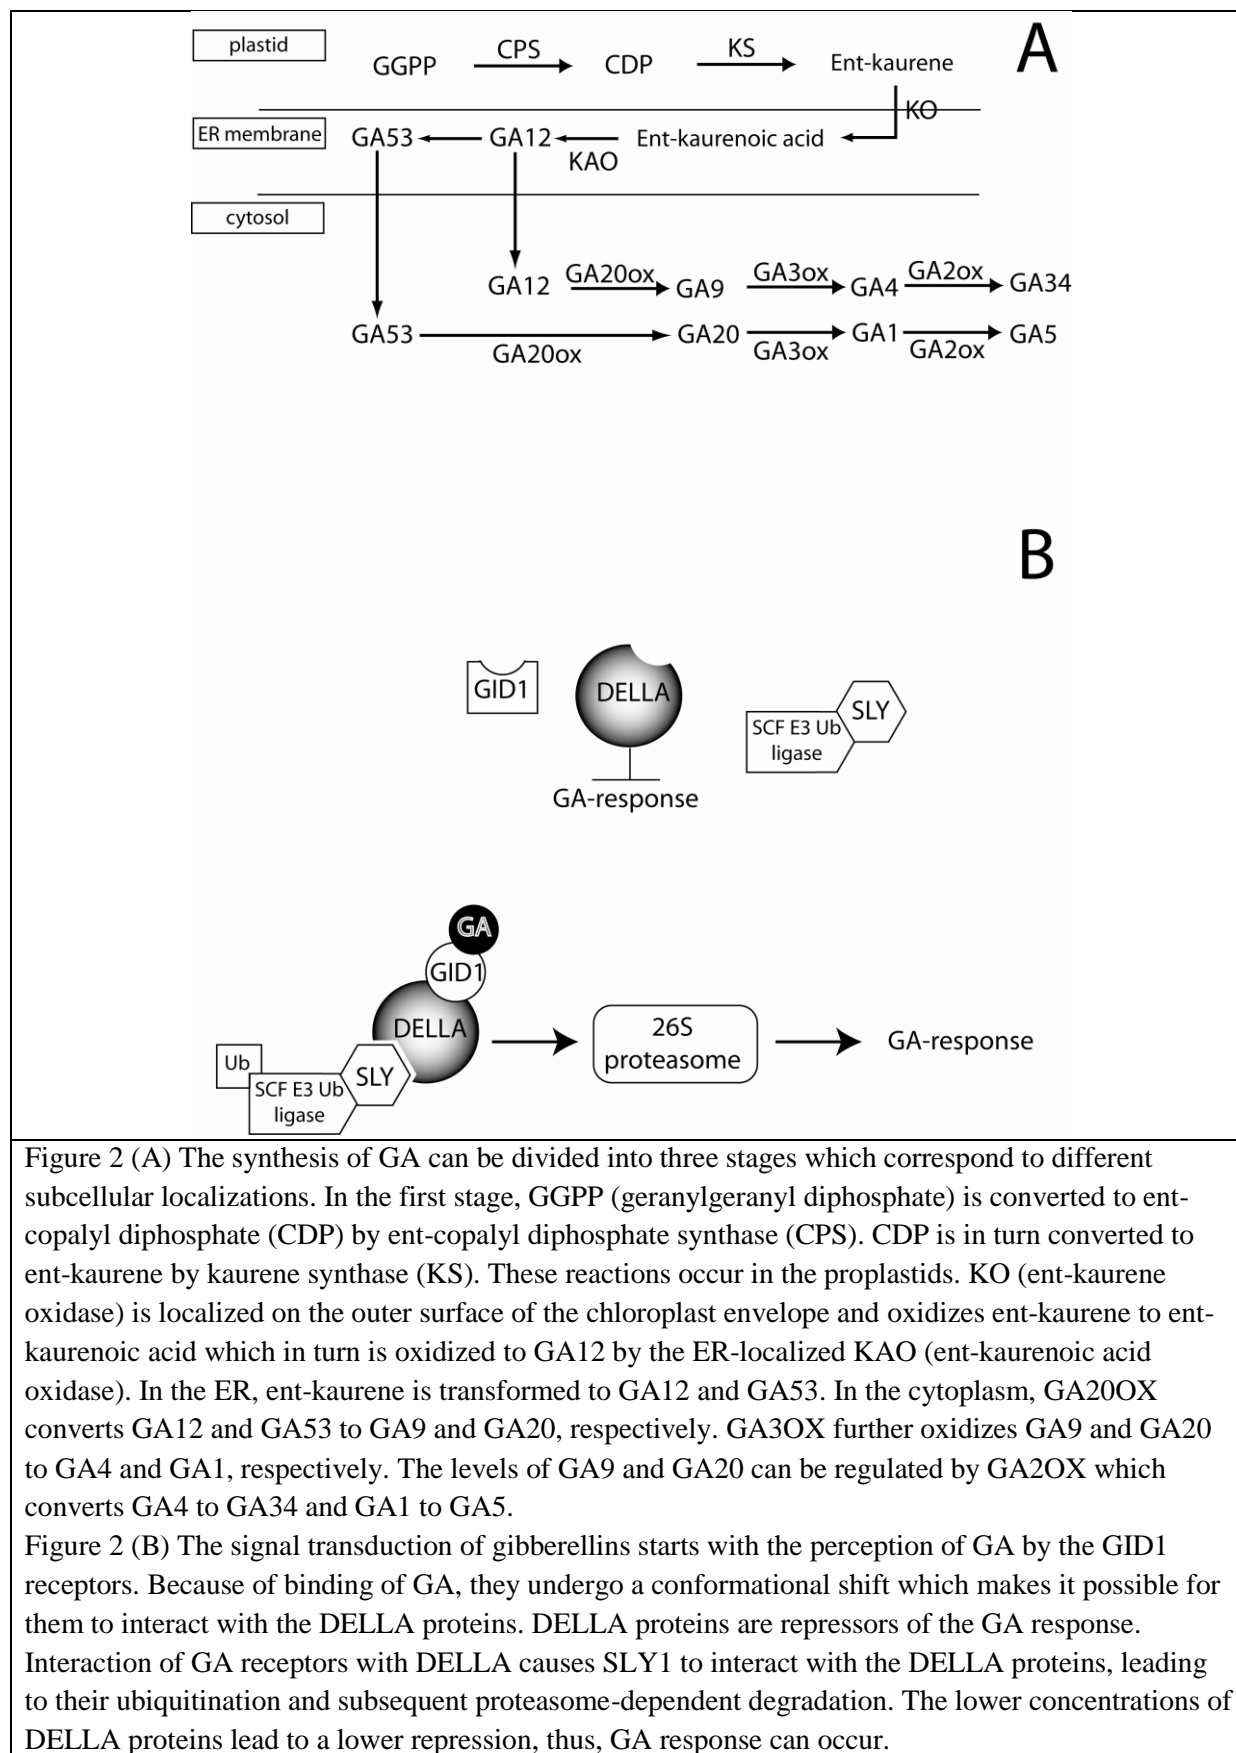 plastid
A
GGPP
CPS
CDP
KS
Ent-kaurene
KO
ER membrane
GA53
GA12
KAO
Ent-kaurenoic acid
cytosol
GA12
GA20ox
GA9
GA3ox
GA4
GA2ox
GA34
GA53
GA20ox
GA20
GA3ox
GA1
GA2ox
GA5
B
GID1
DELLA
SLY
SCF E3 Ub
ligase
GA-response
GA
GID1
DELLA
Ub
SLY
SCF E3 Ub
ligase
26S
proteasome
GA-response
Figure 2 (A) The synthesis of GA can be divided into three stages which correspond to different
subcellular localizations. In the first stage, GGPP (geranylgeranyl diphosphate) is converted to ent-
copalyl diphosphate (CDP) by ent-copalyl diphosphate synthase (CPS). CDP is in turn converted to
ent-kaurene by kaurene synthase (KS). These reactions occur in the proplastids. KO (ent-kaurene
oxidase) is localized on the outer surface of the chloroplast envelope and oxidizes ent-kaurene to ent-
kaurenoic acid which in turn is oxidized to GA12 by the ER-localized KAO (ent-kaurenoic acid
oxidase). In the ER, ent-kaurene is transformed to GA12 and GA53. In the cytoplasm, GA20OX
converts GA12 and GA53 to GA9 and GA20, respectively. GA3OX further oxidizes GA9 and GA20
to GA4 and GA1, respectively. The levels of GA9 and GA20 can be regulated by GA2OX which
converts GA4 to GA34 and GA1 to GA5.
Figure 2 (B) The signal transduction of gibberellins starts with the perception of GA by the GID1
receptors. Because of binding of GA, they undergo a conformational shift which makes it possible for
them to interact with the DELLA proteins. DELLA proteins are repressors of the GA response.
Interaction of GA receptors with DELLA causes SLY1 to interact with the DELLA proteins, leading
to their ubiquitination and subsequent proteasome-dependent degradation. The lower concentrations of
DELLA proteins lead to a lower repression, thus, GA response can occur.